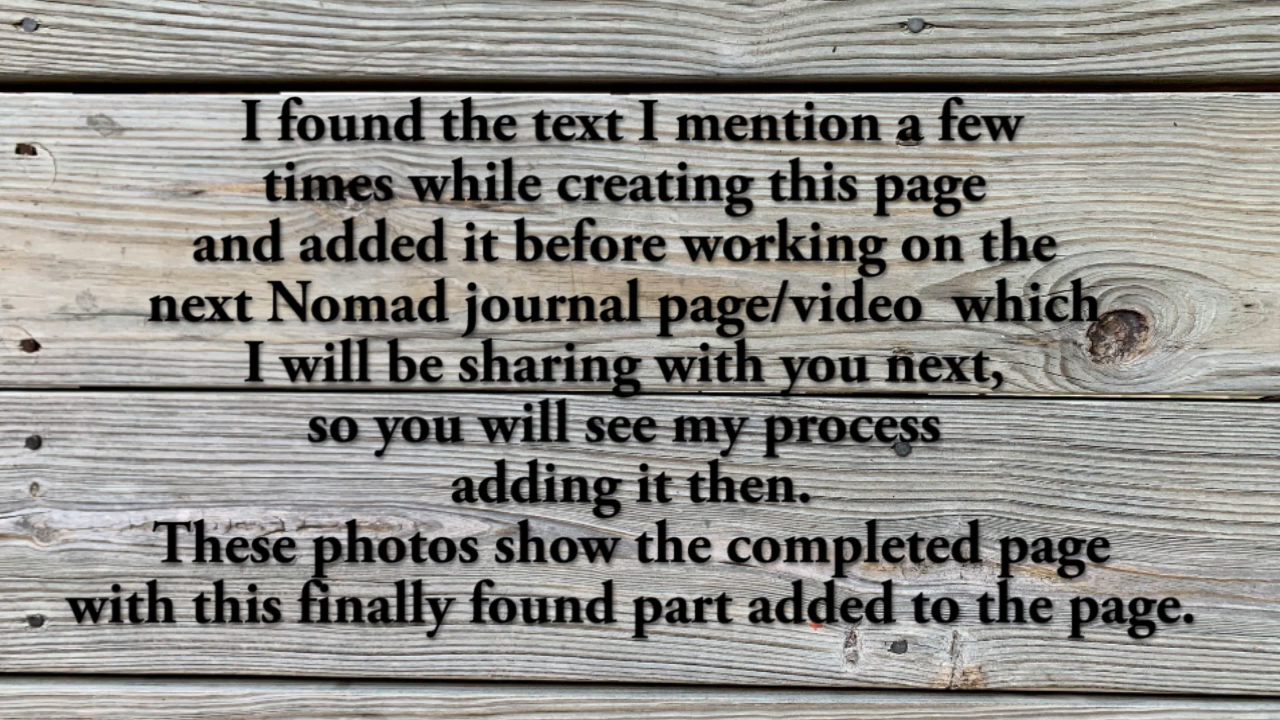 I found the text I mention a few
times while creating this page
and added it before working on the
next Nomad journal page/video  which
I will be sharing with you next,
so you will see my process
adding it then.
These photos show the completed page
with this finally found part added to the page.